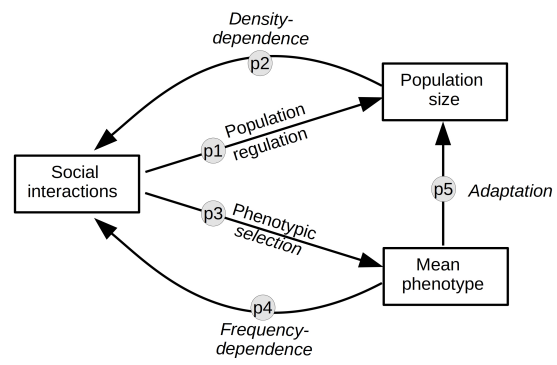 Density-
dependence
p2
Population
size
p1
Population
regulation
Social
interactions
p5
Adaptation
p3
Phenotypic
selection
Mean
phenotype
p4
Frequency-
dependence